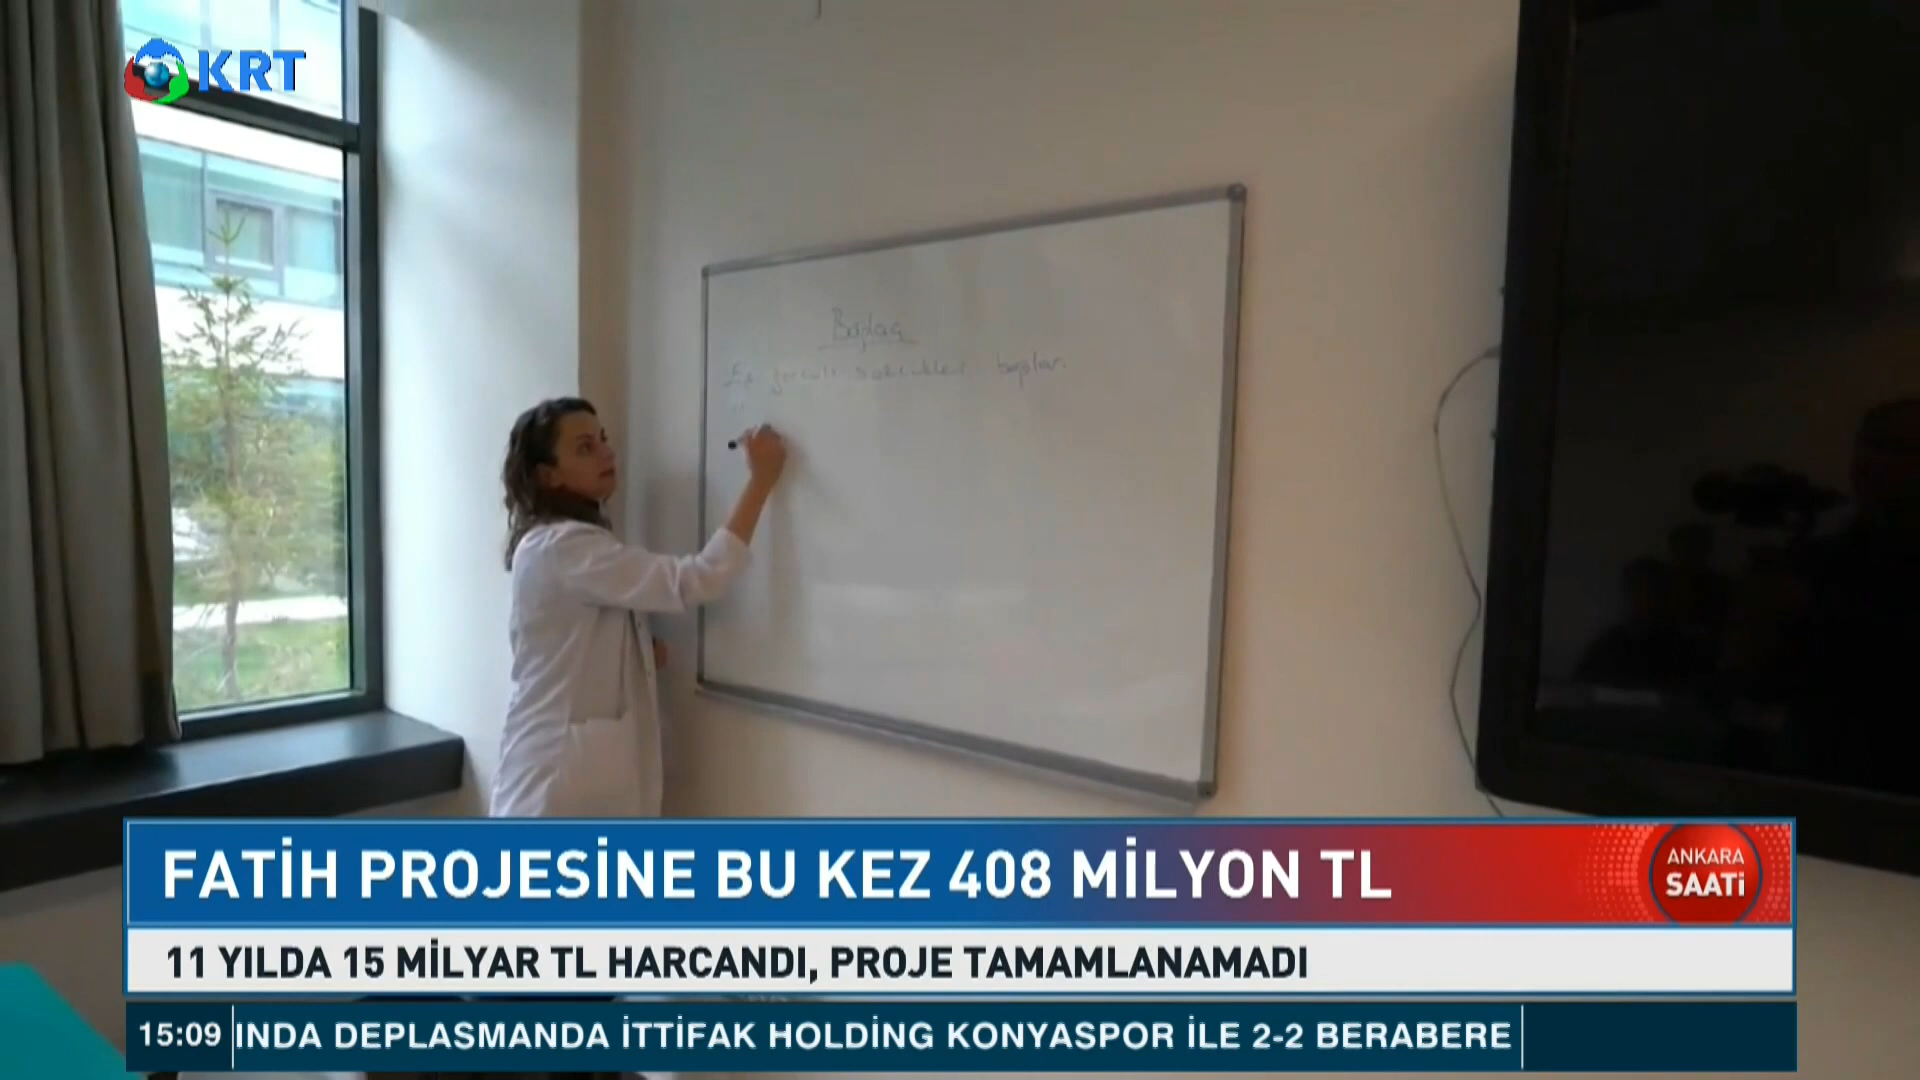 KRT
Başlar.
FATİH PROJESİNE BU KEZ 408 MİLYON TL
ANKARA
SAATİ
11 YILDA 15 MİLYAR TL HARCANDI, PROJE TAMAMLANAMADI
15:09
INDA DEPLASMANDA İTTİFAK HOLDİNG KONYASPOR İLE 2-2 BERABERE